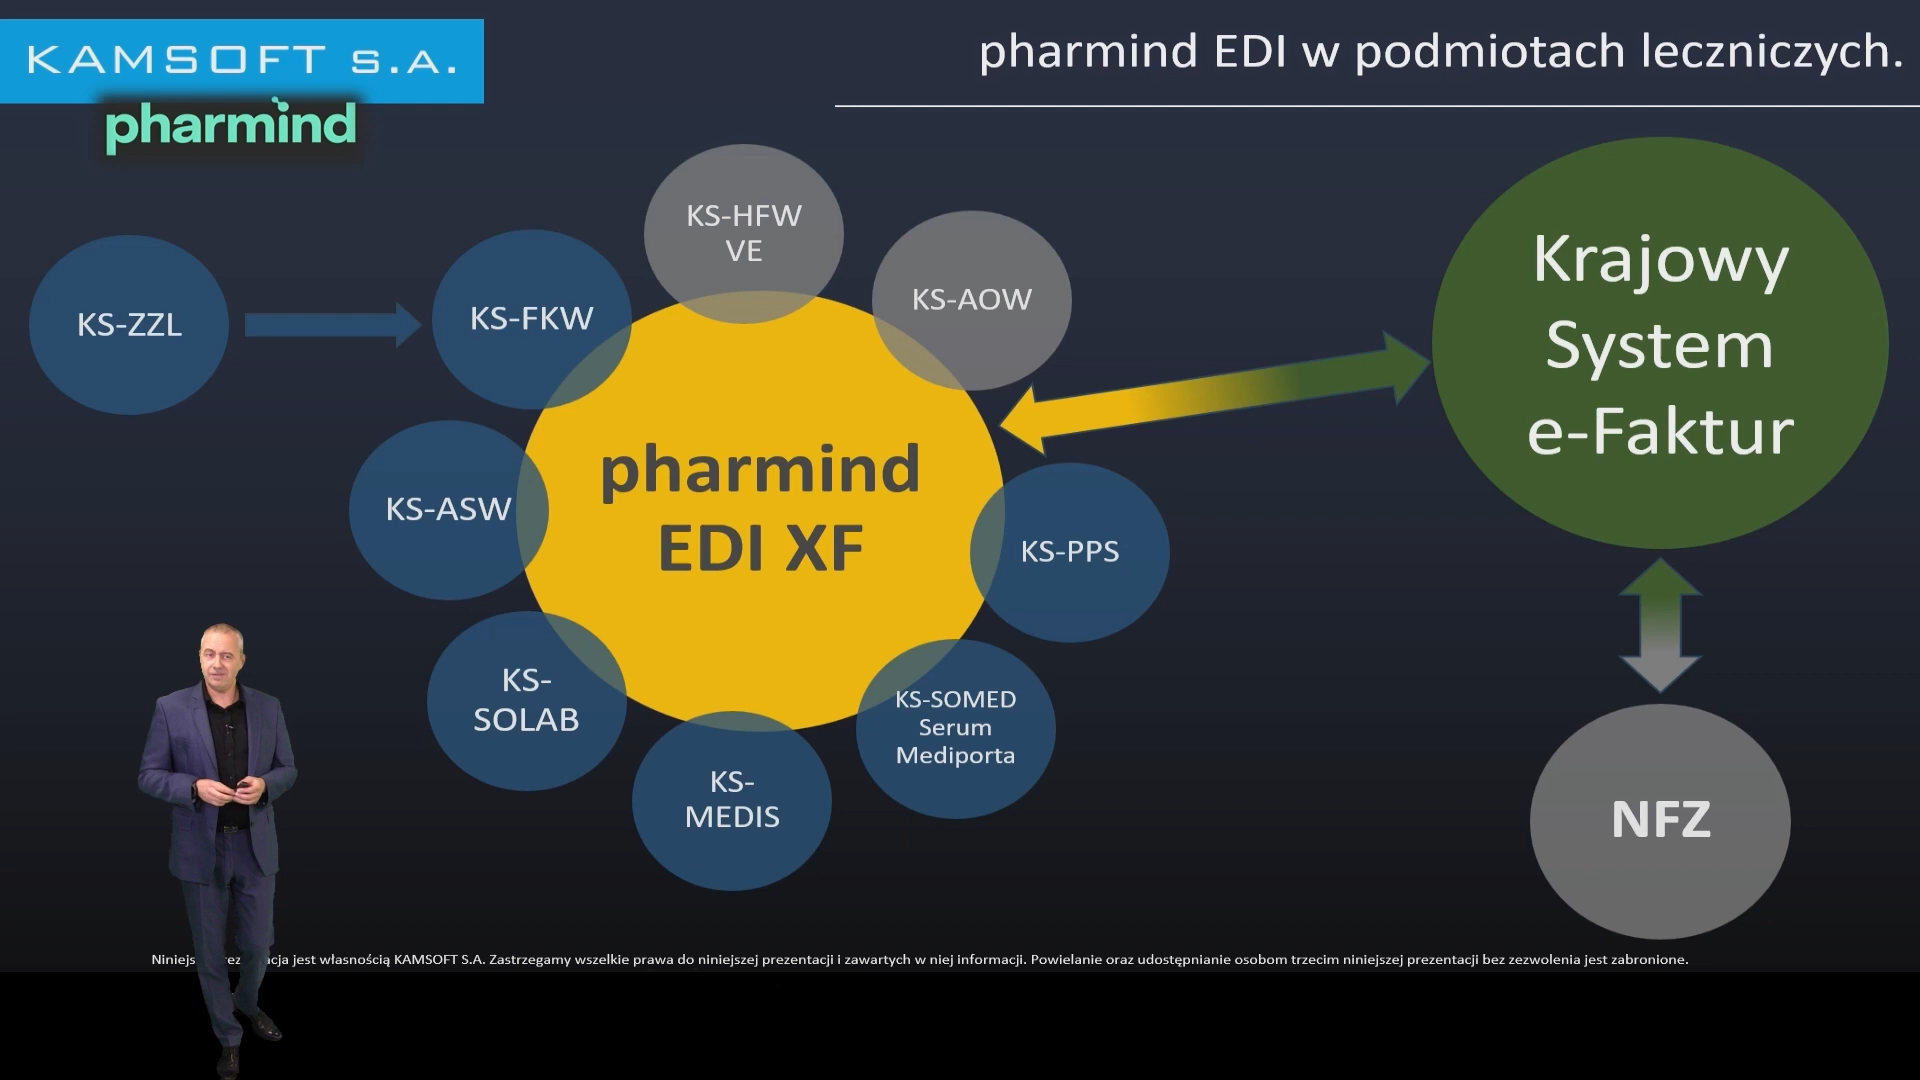 KAMSOFT S.A.
pharmind
pharmind EDI w podmiotach leczniczych.
KS-HFW
VE
KS-AOW
KS-ZZL
KS-FKW
Krajowy
System
e-Faktur
KS-ASW
pharmind
EDI XF
KS-PPS
KS-
SOLAB
KS-SOMED
Serum
Mediporta
KS-
MEDIS
NFZ
jest własnością KAMSOFT S.A. Zastrzegamy wszelkie prawa do niniejszej prezentacji i zawartych w niej informacji. Powielanie oraz udostępnianie osobom trzecim niniejszej prezentacji bez zezwolenia jest zabronione.